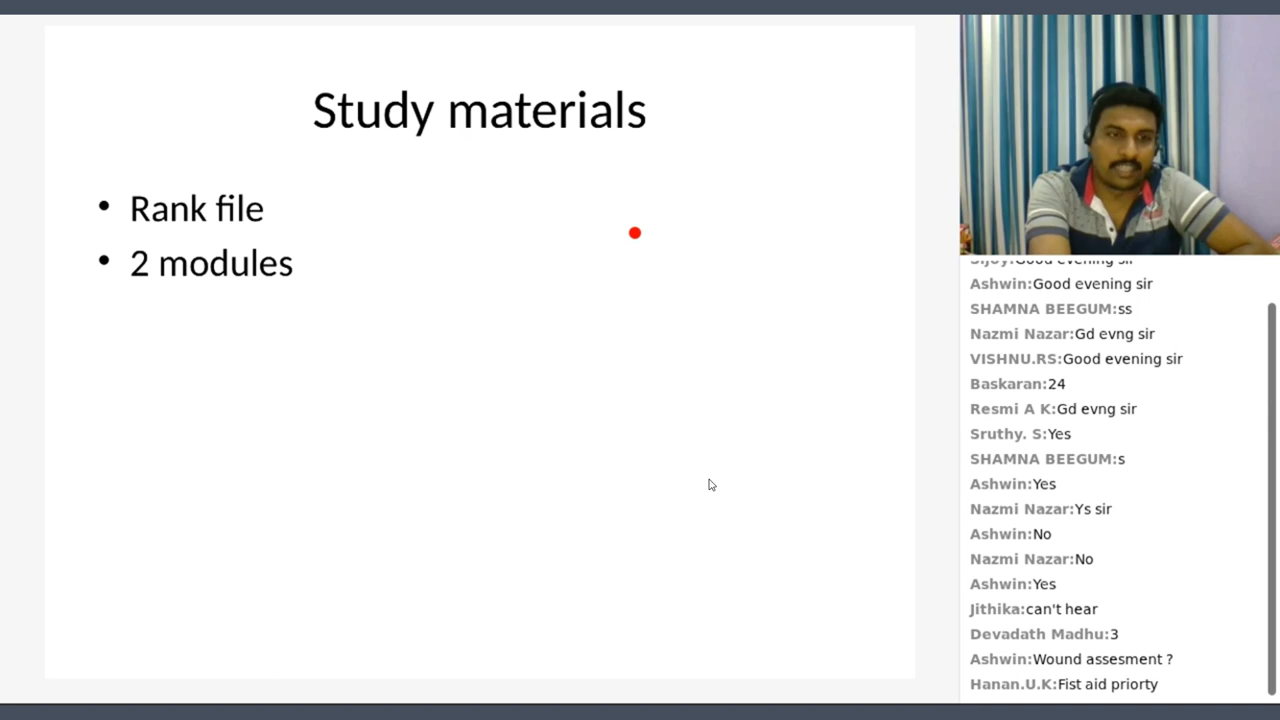 Study materials
• Rank file
• 2 modules
Sijoy:Good evening sir
Ashwin:Good evening sir
SHAMNA BEEGUM:ss
Nazmi Nazar:Gd evng sir
VISHNU.RS:Good evening sir
Baskaran:24
Resmi A K:Gd evng sir
Sruthy. S:Yes
SHAMNA BEEGUM:s
Ashwin:Yes
Nazmi Nazar:Ys sir
Ashwin:No
Nazmi Nazar:No
Ashwin:Yes
Jithika:can't hear
Devadath Madhu:3
Ashwin:Wound assesment ?
Hanan.U.K:Fist aid priorty